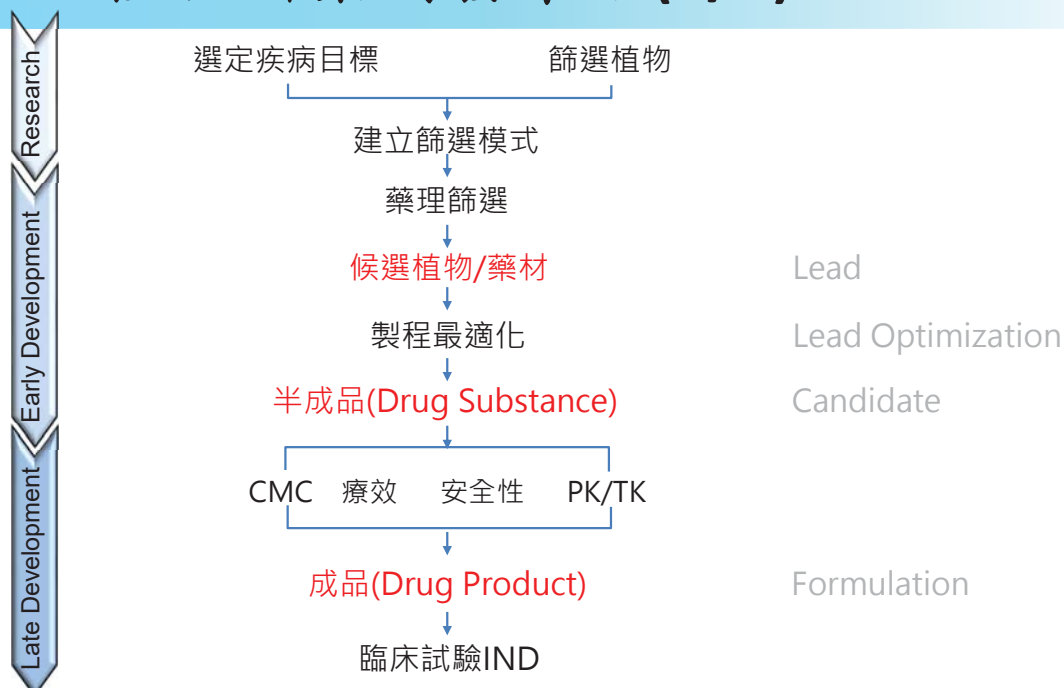 選定疾病目標 篩選植物
建立篩選模式
藥理篩選
候選植物/藥材 Lead
製程最適化 Lead Optimization
半成品(Drug Substance) Candidate
CMC 療效 安全性 PK/TK
成品(Drug Product) Formulation
臨床試驗IND
Research
Early Development
Late Development